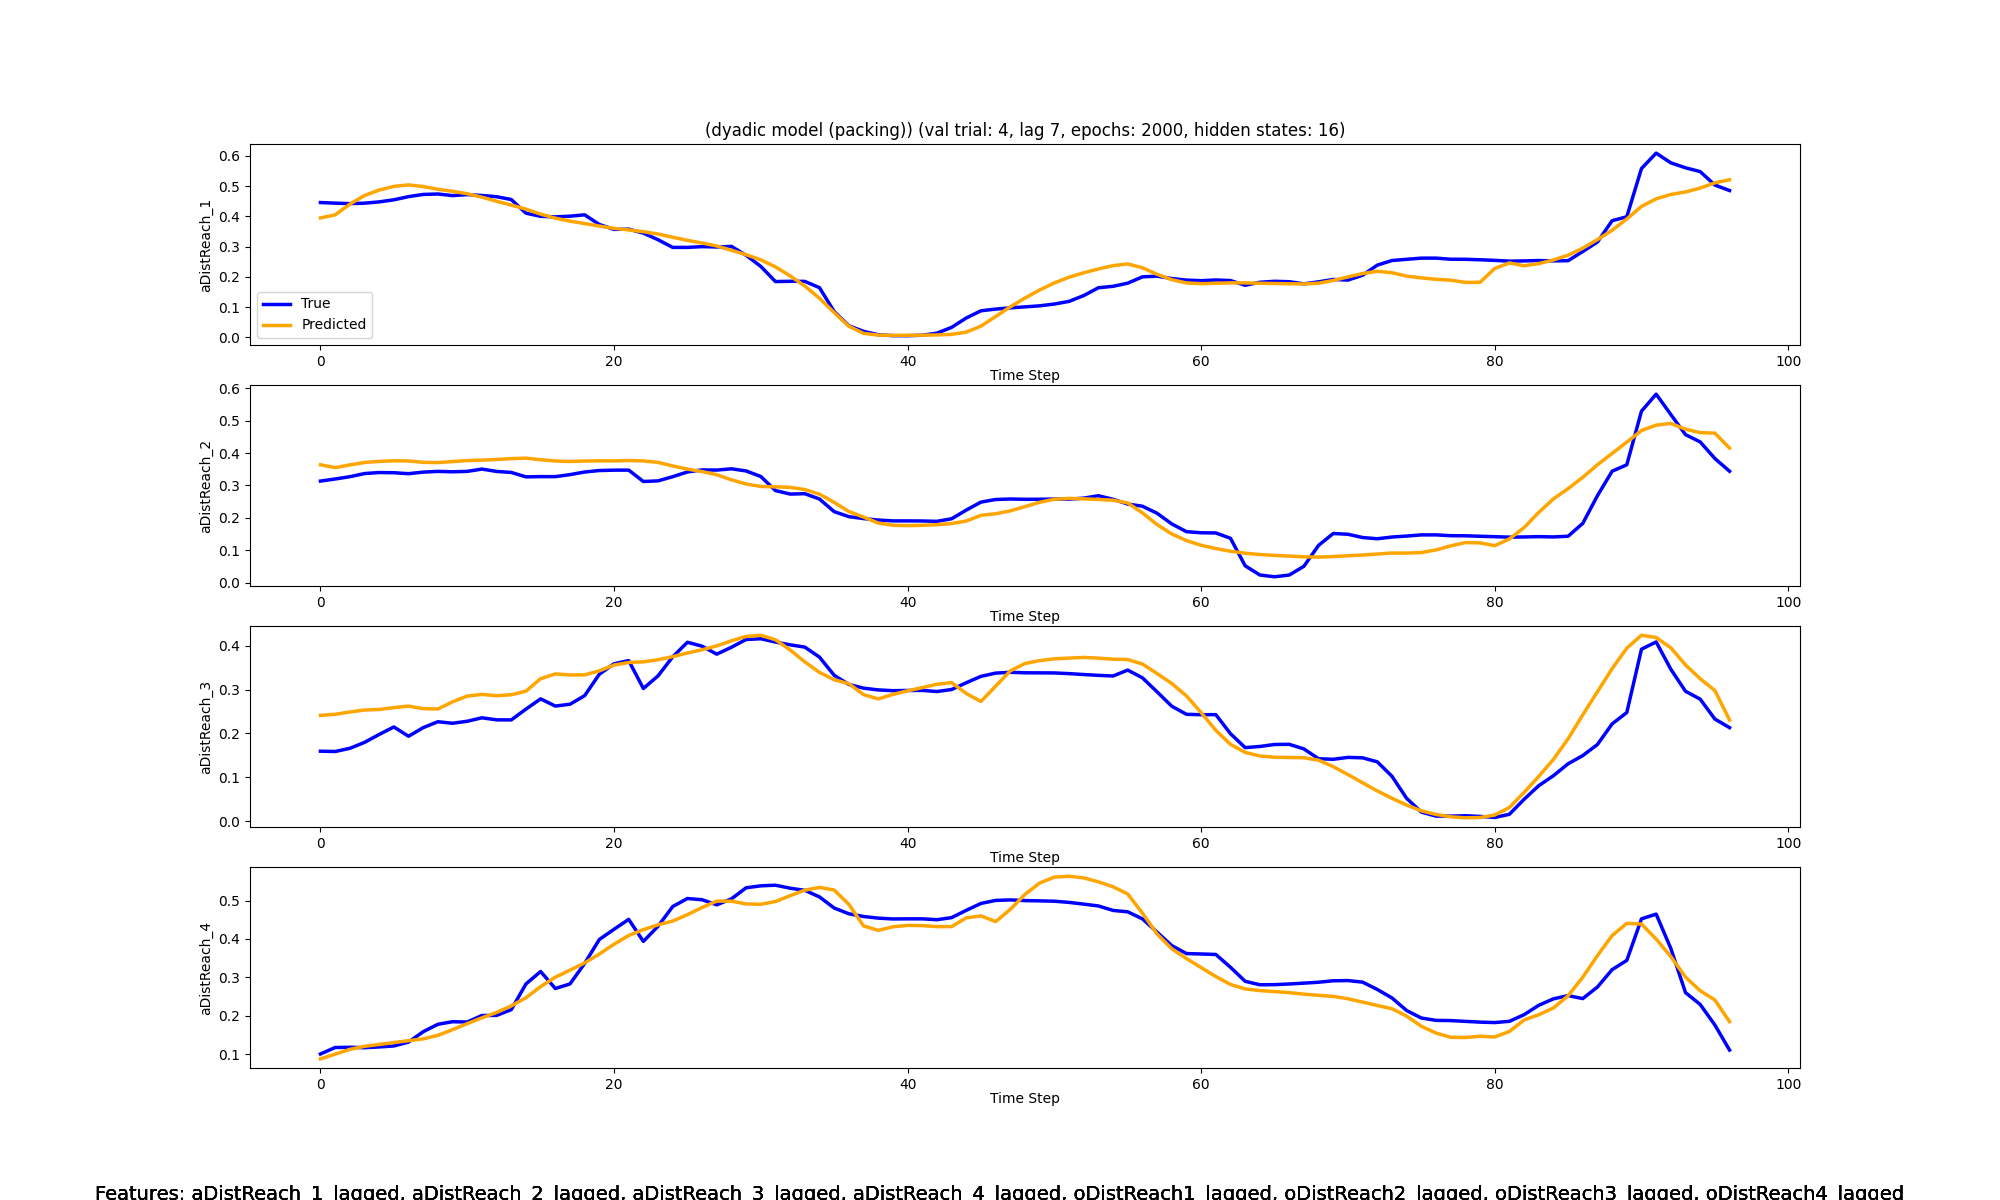 (dyadic model (packing)) (val trial: 4, lag 7, epochs: 2000, hidden states: 16)
0.6
0.5
0.4
0.3
0.2
0.1
0.0
aDistReach_1
True
Predicted
0 20 40 60 80 100
Time Step
0.6
0.5
0.4
0.3
0.2
0.1
0.0
aDistReach_2
0 20 40 60 80 100
Time Step
0.4
0.3
0.2
0.1
0.0
aDistReach_3
0 20 40 60 80 100
Time Step
0.5
0.4
0.3
0.2
0.1
aDistReach_4
0 20 40 60 80 100
Time Step
Features: aDistReach_1_lagged, aDistReach_2_lagged, aDistReach_3_lagged, aDistReach_4_lagged, oDistReach1_lagged, oDistReach2_lagged, oDistReach3_lagged, oDistReach4_lagged